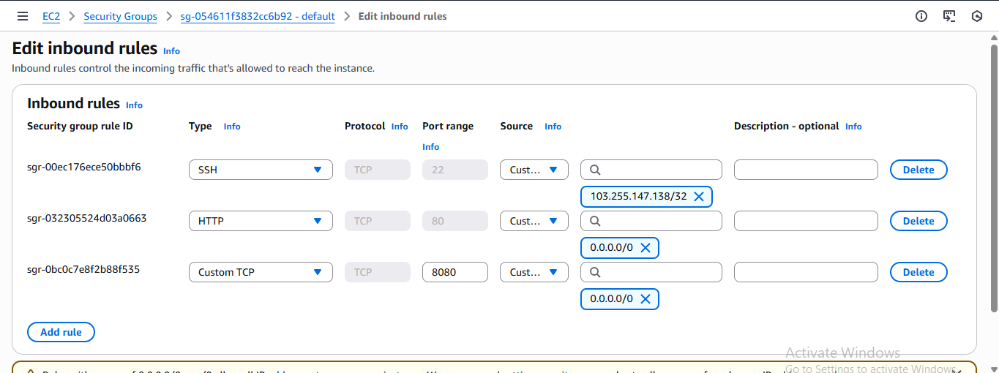 EC2 > Security Groups > sg-054611f3832cc6b92 - default > Edit inbound rules
Edit inbound rules Info
Inbound rules control the incoming traffic that's allowed to reach the instance.
Inbound rules Info
Security group rule ID Type Info Protocol Info Port range Info Source Info Description - optional Info
sgr-00ec176ece50bbbf6 SSH TCP 22 Cust... Delete
103.255.147.138/32
sgr-032305524d03a0663 HTTP TCP 80 Cust... Delete
0.0.0.0/0
sgr-0bc0c7e8f2b88f535 Custom TCP TCP 8080 Cust... Delete
0.0.0.0/0
Add rule
Activate Windows
Go to Settings to activate Windows.